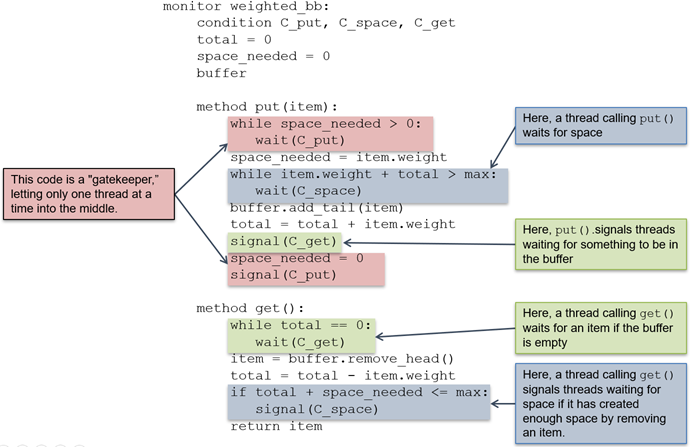 monitor weighted_bb:
condition C_put, C_space, C_get
total = 0
space_needed = 0
buffer
method put(item):
while space_needed > 0:
wait(C_put)
space_needed = item.weight
while item.weight + total > max:
wait(C_space)
buffer.add_tail(item)
total = total + item.weight
signal(C_get)
space_needed = 0
signal(C_put)
method get():
while total == 0:
wait(C_get)
item = buffer.remove_head()
total = total - item.weight
if total + space_needed <= max:
signal(C_space)
return item
This code is a "gatekeeper,”
letting only one thread at a
time into the middle.
Here, a thread calling put()
waits for space
Here, put().signals threads
waiting for something to be in
the buffer
Here, a thread calling get()
waits for an item if the buffer
is empty
Here, a thread calling get()
signals threads waiting for
space if it has created
enough space by removing
an item.